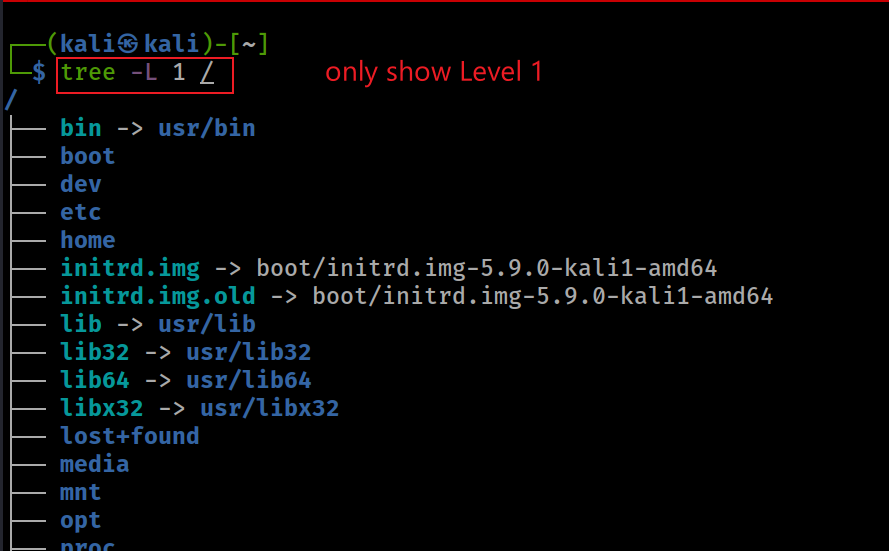 (kali㉿kali)-[~]
$ tree -L 1 /
only show Level 1
/
bin -> usr/bin
boot
dev
etc
home
initrd.img -> boot/initrd.img-5.9.0-kali1-amd64
initrd.img.old -> boot/initrd.img-5.9.0-kali1-amd64
lib -> usr/lib
lib32 -> usr/lib32
lib64 -> usr/lib64
libx32 -> usr/libx32
lost+found
media
mnt
opt
proc